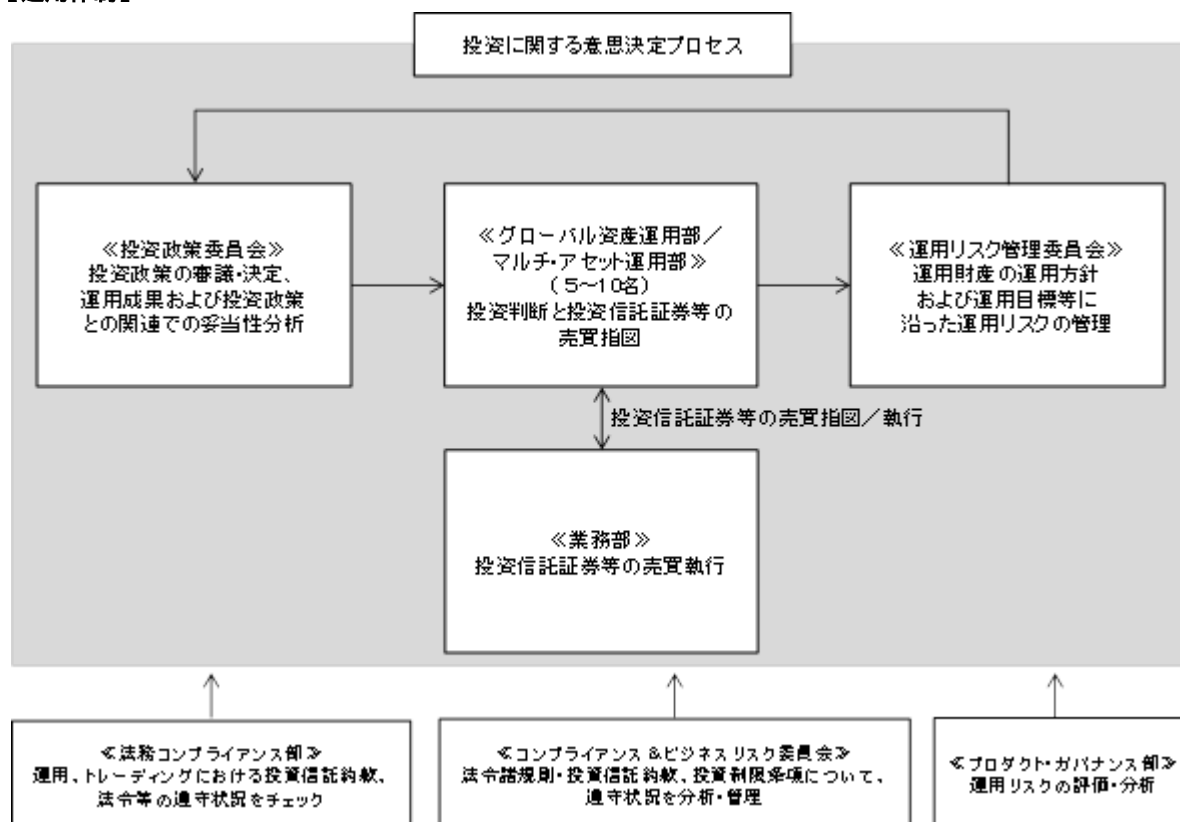 投資に関する意思決定プロセス
≪投資政策委員会≫
投資政策の審議・決定、
運用成果および投資政策
との関連での妥当性分析
≪グローバル資産運用部／
マルチ・アセット運用部≫
（５～１０名）
投資判断と投資信託証券等の
売買指図
≪運用リスク管理委員会≫
運用財産の運用方針
および運用目標等に
沿った運用リスクの管理
投資信託証券等の売買指図／執行
≪業務部≫
投資信託証券等の売買執行
≪法務コンプライアンス部≫
運用、トレーディングにおける投資信託約款、
法令等の遵守状況をチェック
≪コンプライアンス＆ビジネスリスク委員会≫
法令諸規則・投資信託約款、投資制限条項について、
遵守状況を分析・管理
≪プロダクト・ガバナンス部≫
運用リスクの評価・分析